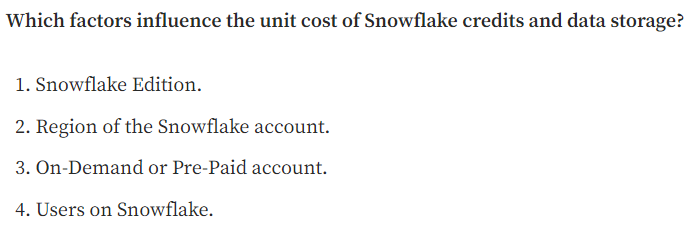 Which factors influence the unit cost of Snowflake credits and data storage?
1. Snowflake Edition.
2. Region of the Snowflake account.
3. On-Demand or Pre-Paid account.
4. Users on Snowflake.